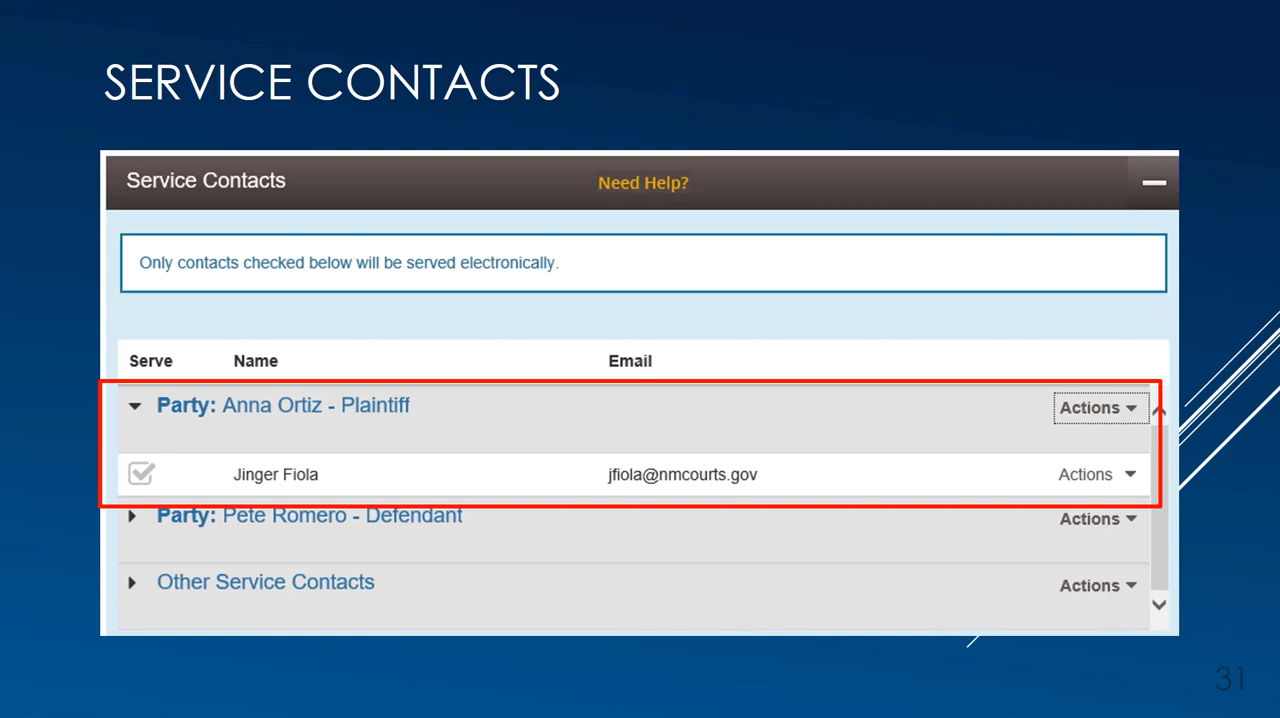 SERVICE CONTACTS
Service Contacts Need Help?
Only contacts checked below will be served electronically.
Serve Name Email
Party: Anna Ortiz - Plaintiff Actions
Jinger Fiola jfiola@nmcourts.gov Actions
Party: Pete Romero - Defendant Actions
Other Service Contacts Actions
31